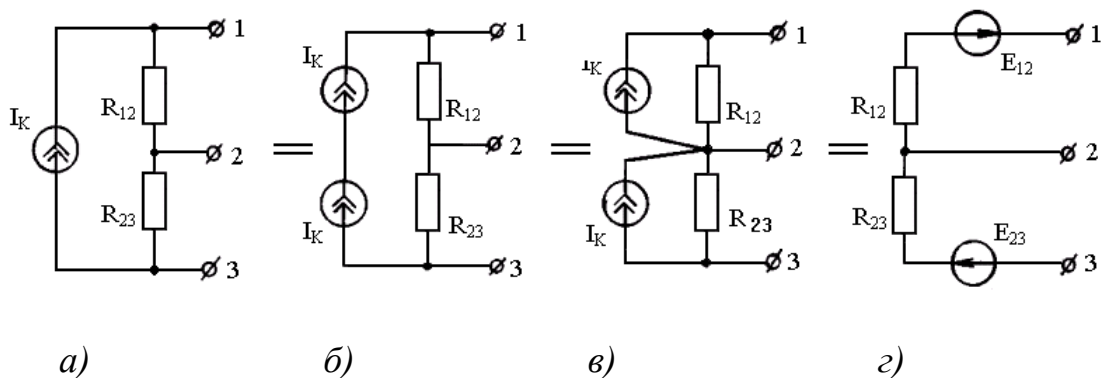 1
I_K
R_12
2
R_23
3
=
1
I_K
R_12
2
I_K
R_23
3
=
1
I_K
R_12
2
I_K
R_23
3
=
1
E_12
R_12
2
R_23
E_23
3
а) б) в) г)